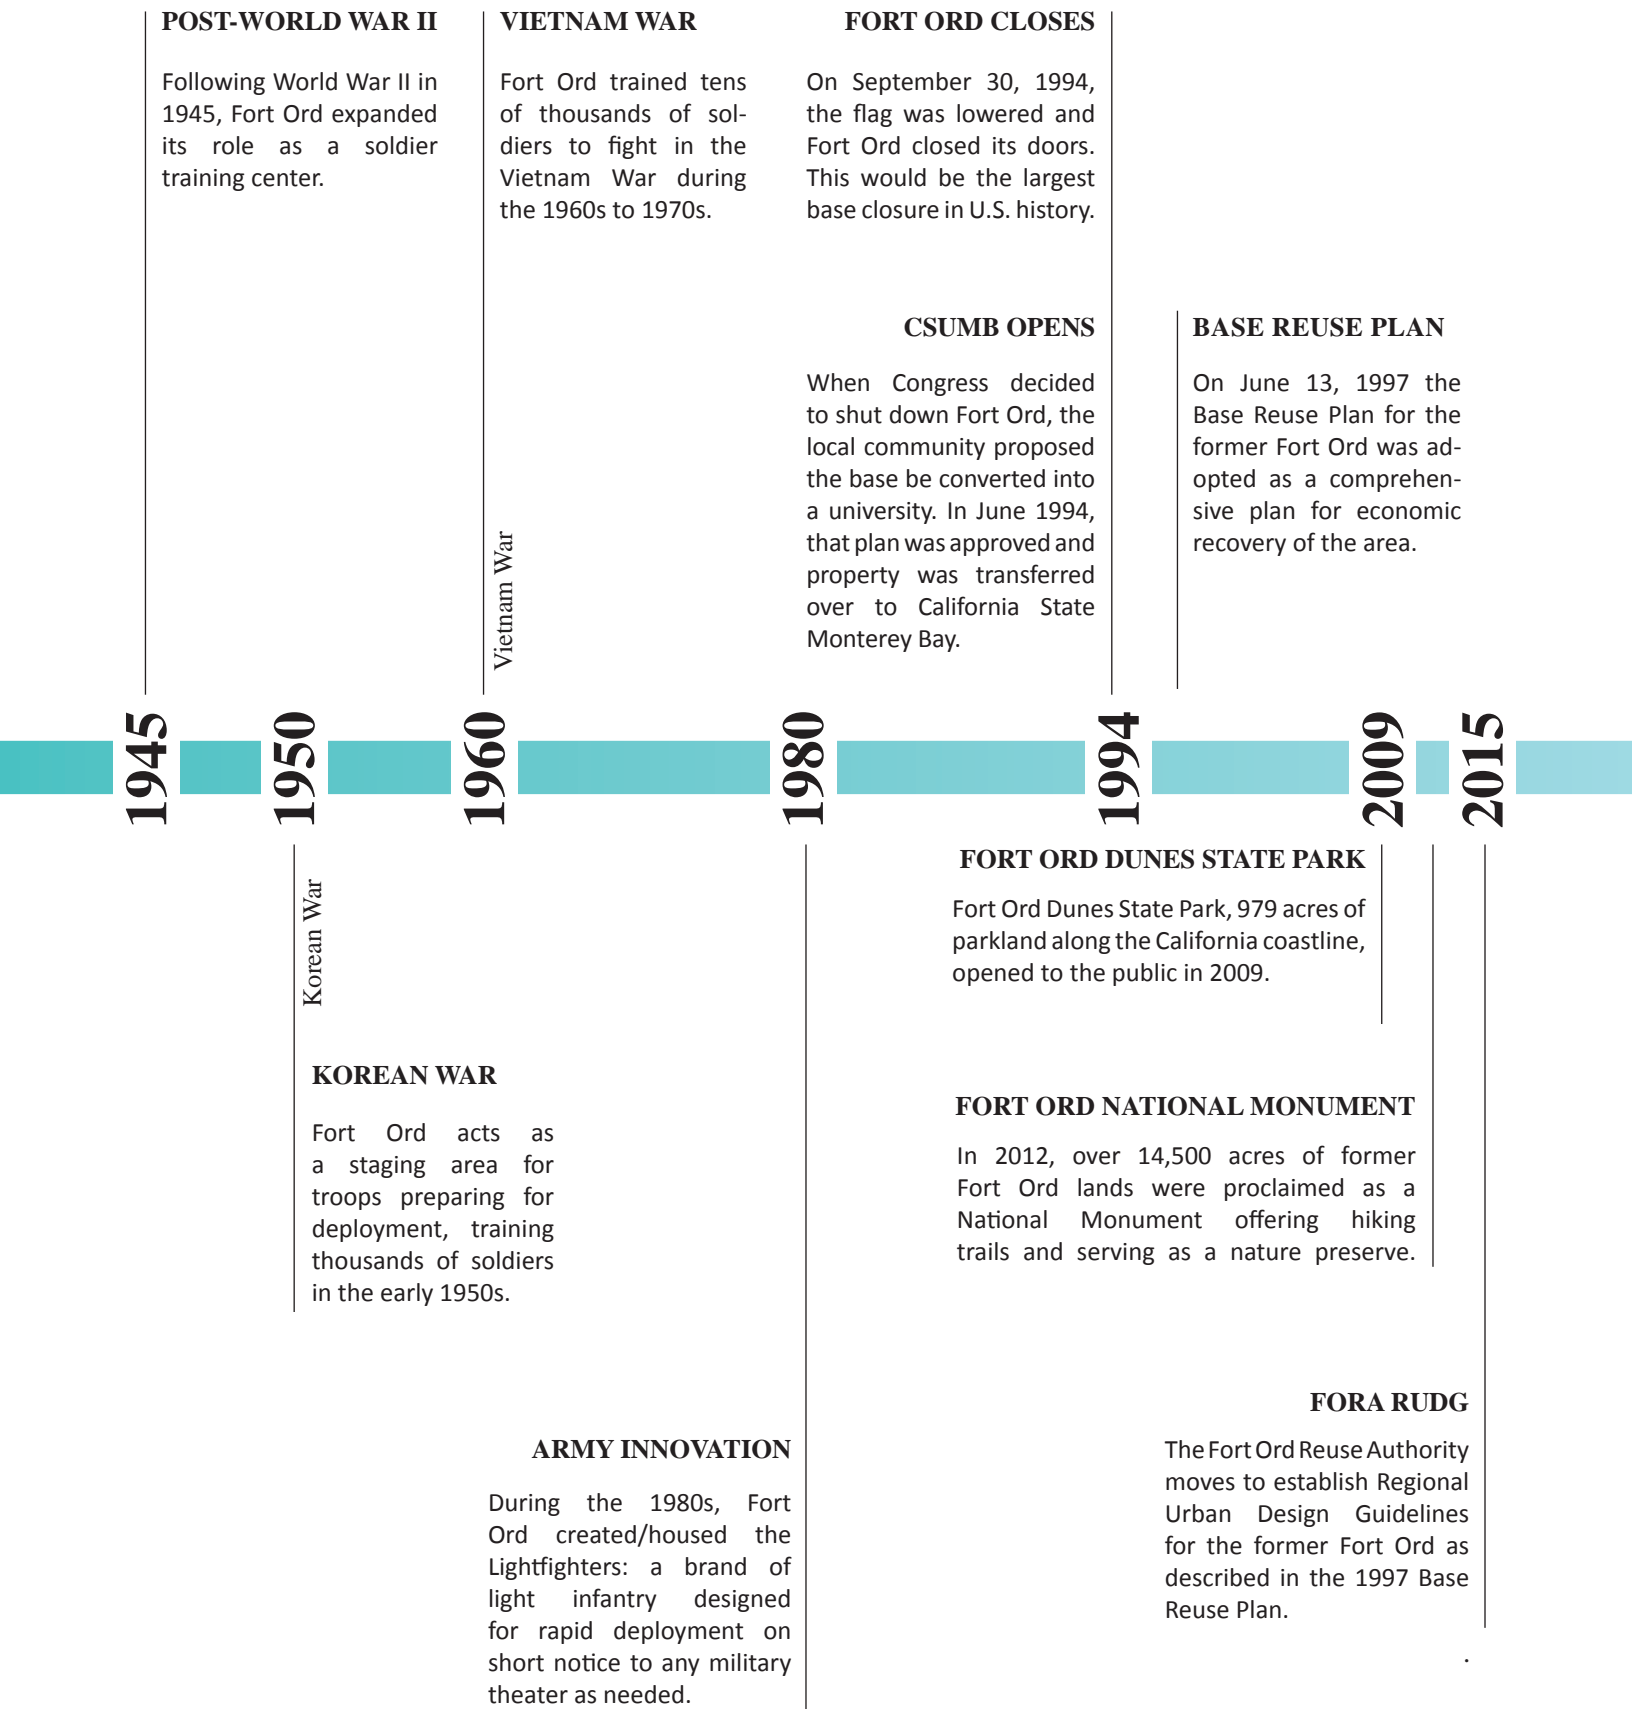 POST-WORLD WAR II
Following World War II in
1945, Fort Ord expanded
its role as a soldier
training center.
VIETNAM WAR
Fort Ord trained tens
of thousands of sol-
diers to fight in the
Vietnam War during
the 1960s to 1970s.
FORT ORD CLOSES
On September 30, 1994,
the flag was lowered and
Fort Ord closed its doors.
This would be the largest
base closure in U.S. history.
CSUMB OPENS
When Congress decided
to shut down Fort Ord, the
local community proposed
the base be converted into
a university. In June 1994,
that plan was approved and
property was transferred
over to California State
Monterey Bay.
BASE REUSE PLAN
On June 13, 1997 the
Base Reuse Plan for the
former Fort Ord was ad-
opted as a comprehen-
sive plan for economic
recovery of the area.
Vietnam War
1945
1950
1960
1980
1994
2009
2015
Korean War
KOREAN WAR
Fort Ord acts as
a staging area for
troops preparing for
deployment, training
thousands of soldiers
in the early 1950s.
ARMY INNOVATION
During the 1980s, Fort
Ord created/housed the
Lightfighters: a brand of
light infantry designed
for rapid deployment on
short notice to any military
theater as needed.
FORT ORD DUNES STATE PARK
Fort Ord Dunes State Park, 979 acres of
parkland along the California coastline,
opened to the public in 2009.
FORT ORD NATIONAL MONUMENT
In 2012, over 14,500 acres of former
Fort Ord lands were proclaimed as a
National Monument offering hiking
trails and serving as a nature preserve.
FORA RUDG
The Fort Ord Reuse Authority
moves to establish Regional
Urban Design Guidelines
for the former Fort Ord as
described in the 1997 Base
Reuse Plan.
.